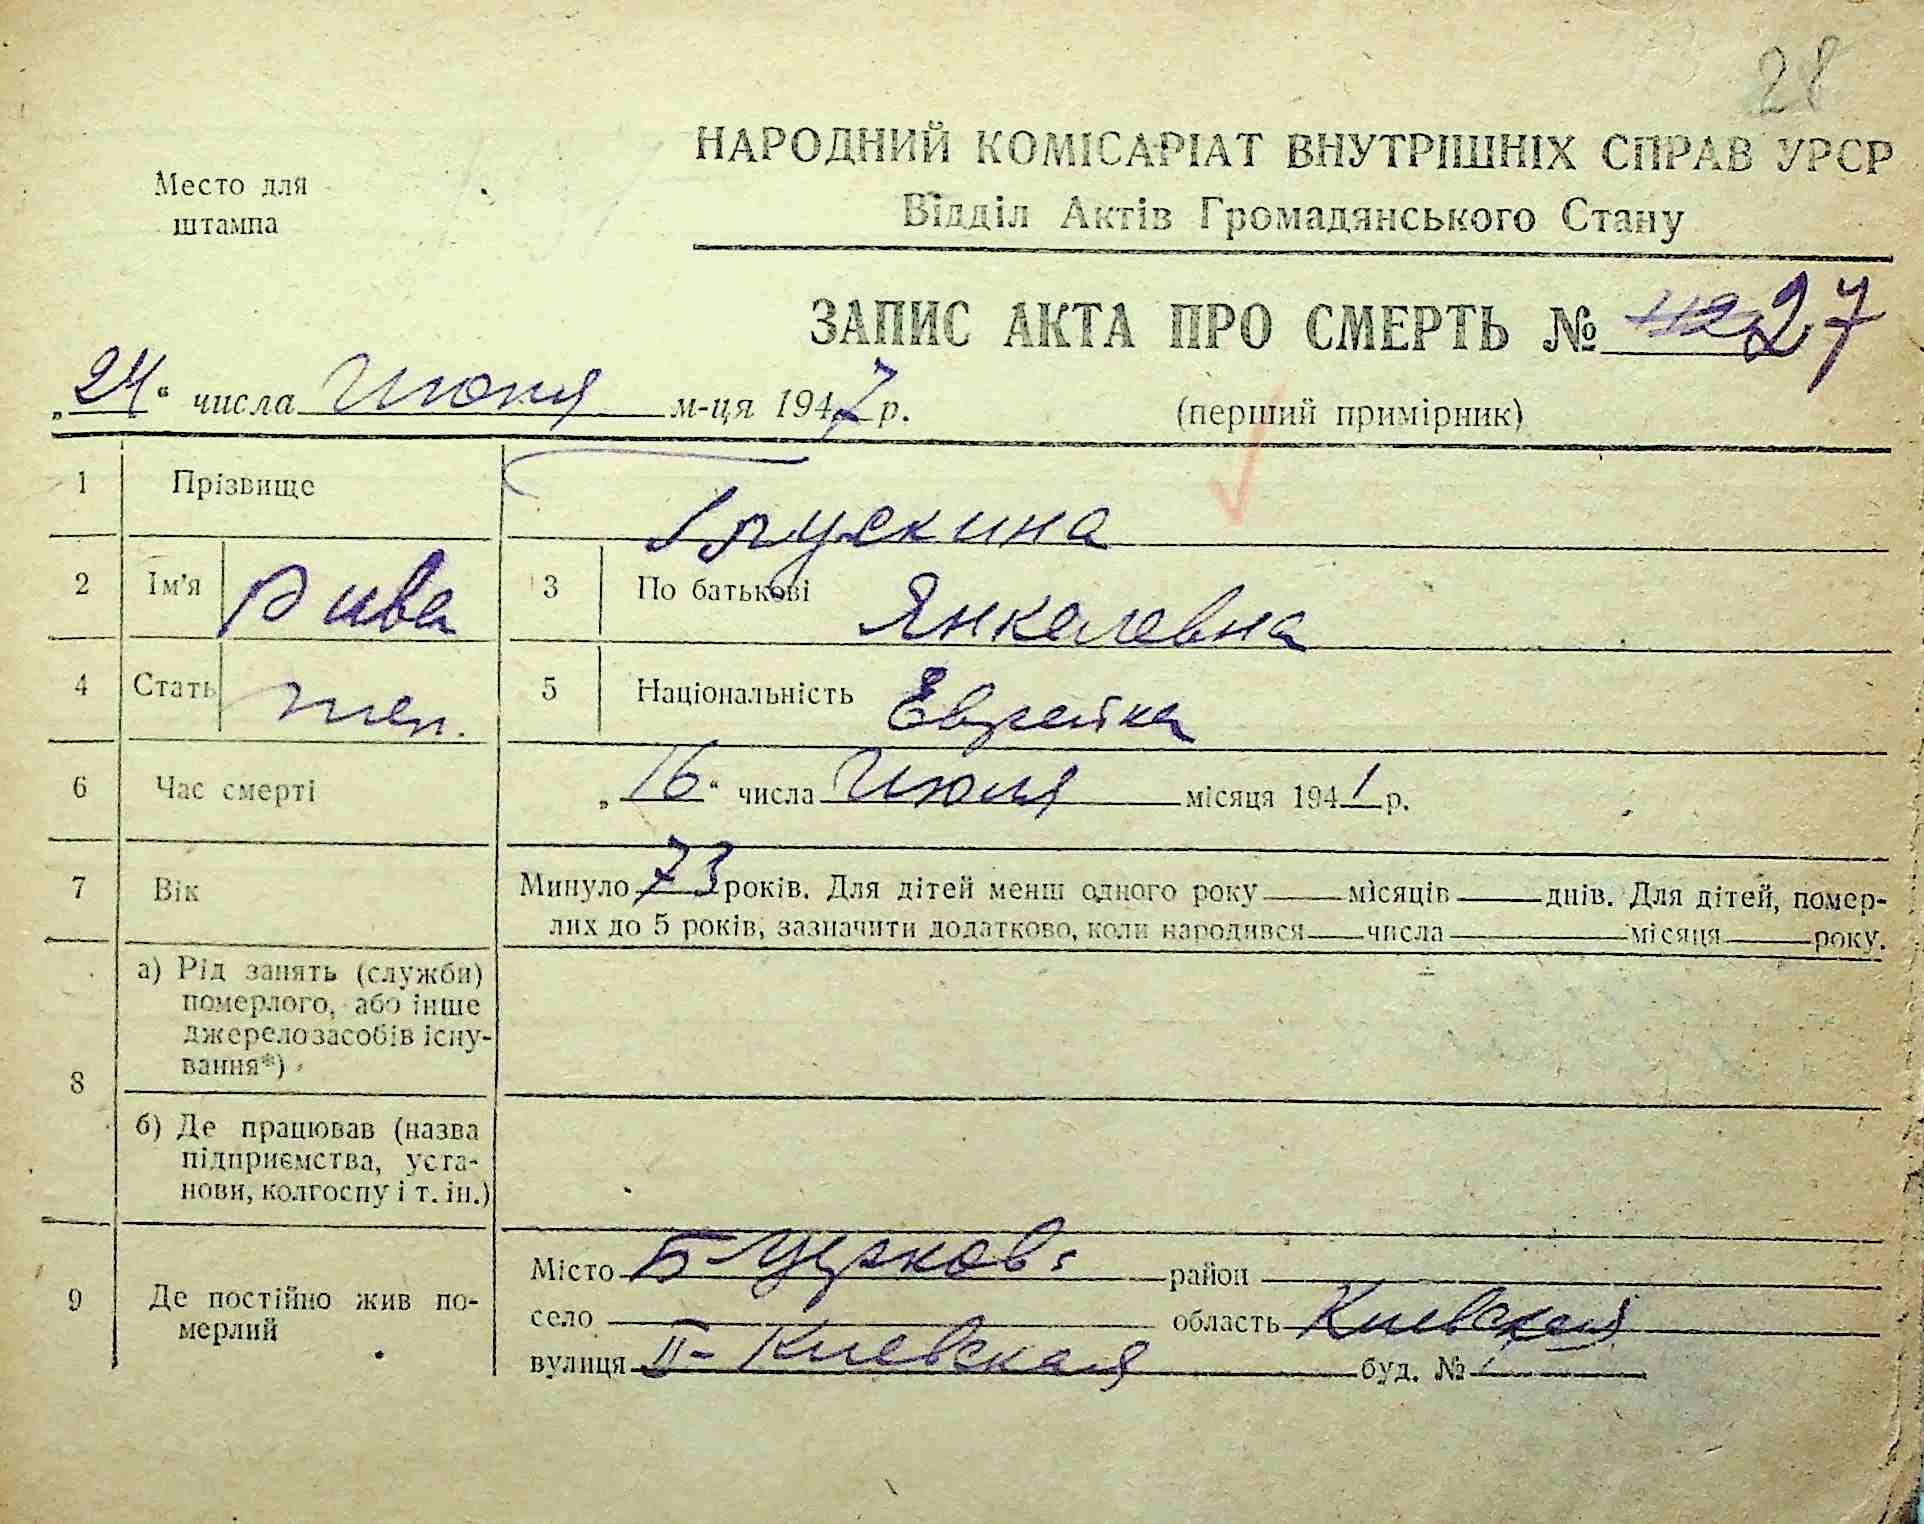 28
НАРОДНИЙ КОМІСАРІАТ ВНУТРІШНІХ СПРАВ УРСР
Место для
штампа
Відділ Актів Громадянського Стану
ЗАПИС АКТА ПРО СМЕРТЬ № 27
„24“ числа Июня м-ця 1947 р.
(перший примірник)
1 Прізвище
2 Ім'я Рива 3 По батькові Янкелевна
4 Стать жен. 5 Національність Еврейка
6 Час смерті „16“ числа Июля місяця 1941 р.
7 Вік Минуло 73 років. Для дітей менш одного року — місяців — днів. Для дітей, помер-
лих до 5 років, зазначити додатково, коли народився — числа — місяця — року.
8 а) Рід занять (служби)
померлого, або інше
джерело засобів існу-
вання*)
б) Де працював (назва
підприємства, уста-
нови, колгоспу і т. ін.)
9 Де постійно жив по-
мерлий
Місто Б Церковь район
село область Киевская
вулиця II- Киевская буд. №